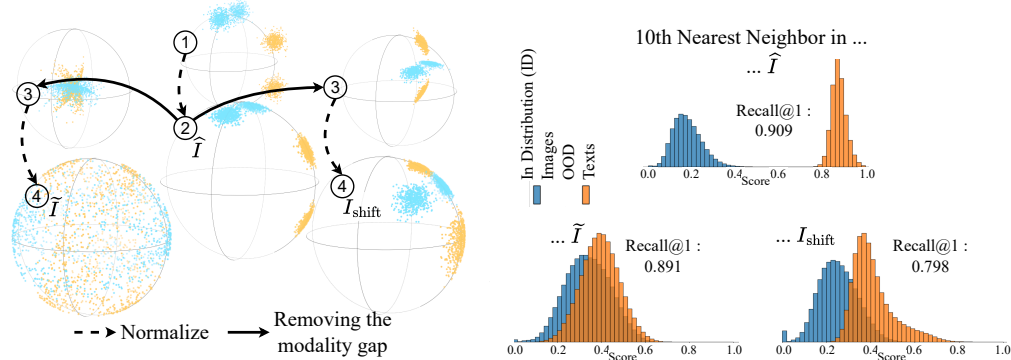 1
3
3
2
Î
4
Ĩ
4
I_shift
Normalize
Removing the
modality gap
In Distribution (ID)
Images
OOD
Texts
10th Nearest Neighbor in ...
... Î
Recall@1 :
0.909
0.0 0.2 0.4 0.6 0.8 1.0
Score
... Ĩ
Recall@1 :
0.891
0.0 0.2 0.4 0.6 0.8 1.0
Score
... I_shift
Recall@1 :
0.798
0.0 0.2 0.4 0.6 0.8 1.0
Score